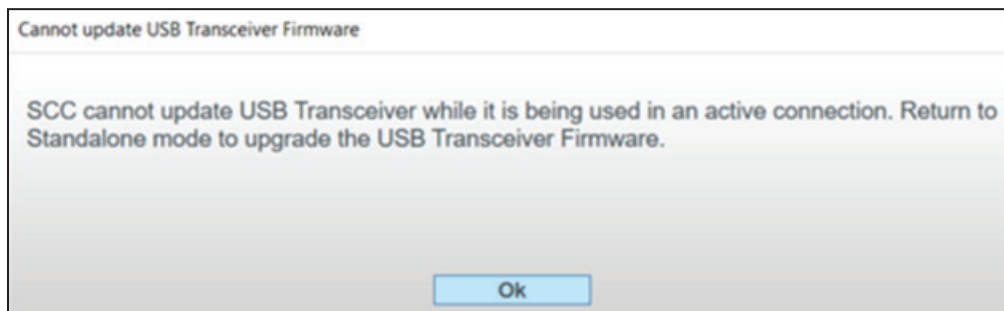 Cannot update USB Transceiver Firmware
SCC cannot update USB Transceiver while it is being used in an active connection. Return to
Standalone mode to upgrade the USB Transceiver Firmware.
Ok